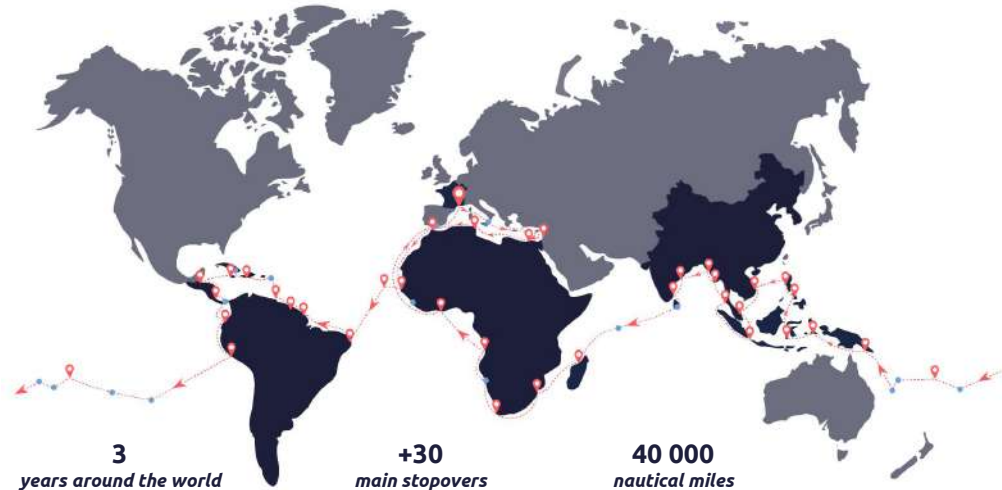 3
years around the world
+30
main stopovers
40 000
nautical miles